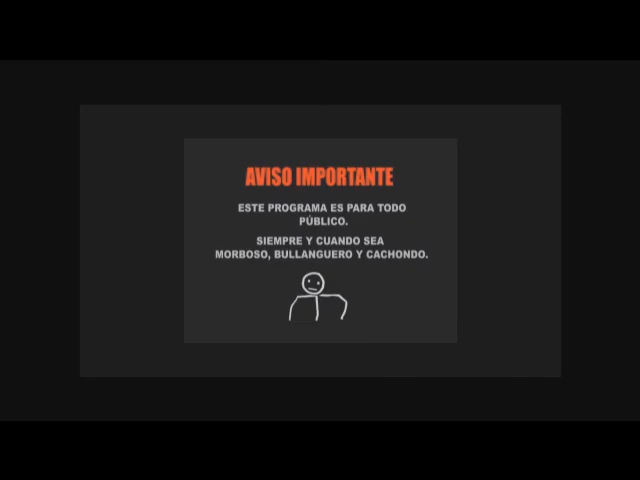 AVISO IMPORTANTE
ESTE PROGRAMA ES PARA TODO
PÚBLICO.
SIEMPRE Y CUANDO SEA
MORBOSO, BULLANGUERO Y CACHONDO.